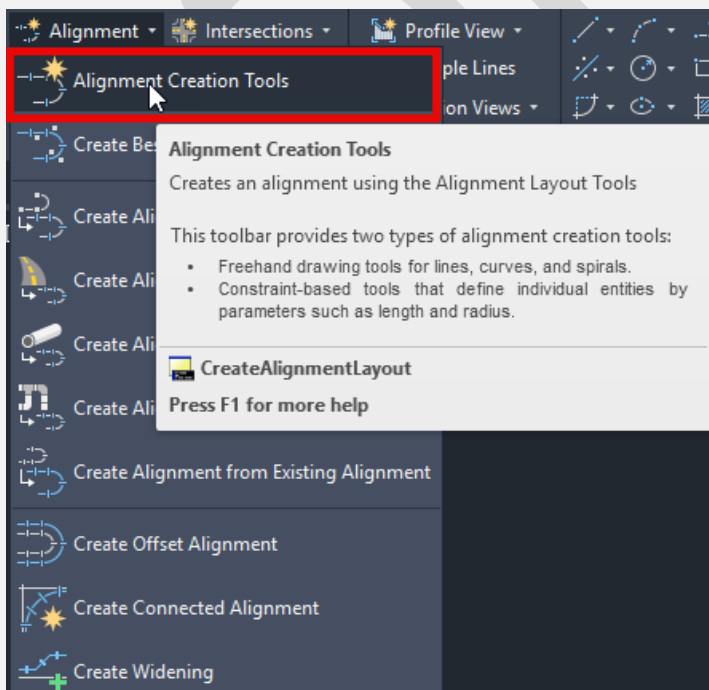 Alignment Intersections Profile View
Alignment Creation Tools
ple Lines
ion Views
Create Bes
Alignment Creation Tools
Creates an alignment using the Alignment Layout Tools
This toolbar provides two types of alignment creation tools:
• Freehand drawing tools for lines, curves, and spirals.
• Constraint-based tools that define individual entities by
parameters such as length and radius.
CreateAlignmentLayout
Press F1 for more help
Create Ali
Create Ali
Create Ali
Create Ali
Create Alignment from Existing Alignment
Create Offset Alignment
Create Connected Alignment
Create Widening